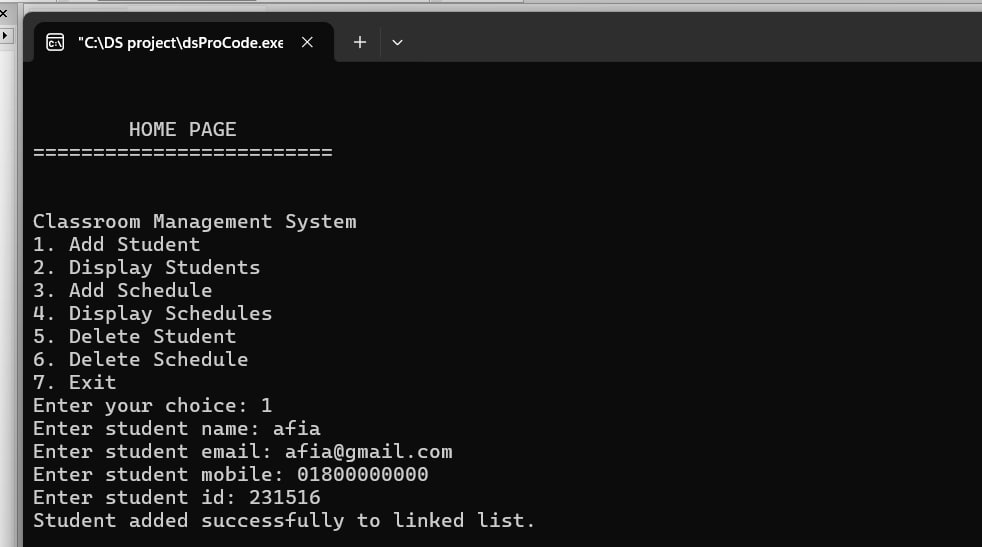 "C:\DS project\dsProCode.exe
HOME PAGE
=========================
Classroom Management System
1. Add Student
2. Display Students
3. Add Schedule
4. Display Schedules
5. Delete Student
6. Delete Schedule
7. Exit
Enter your choice: 1
Enter student name: afia
Enter student email: afia@gmail.com
Enter student mobile: 01800000000
Enter student id: 231516
Student added successfully to linked list.